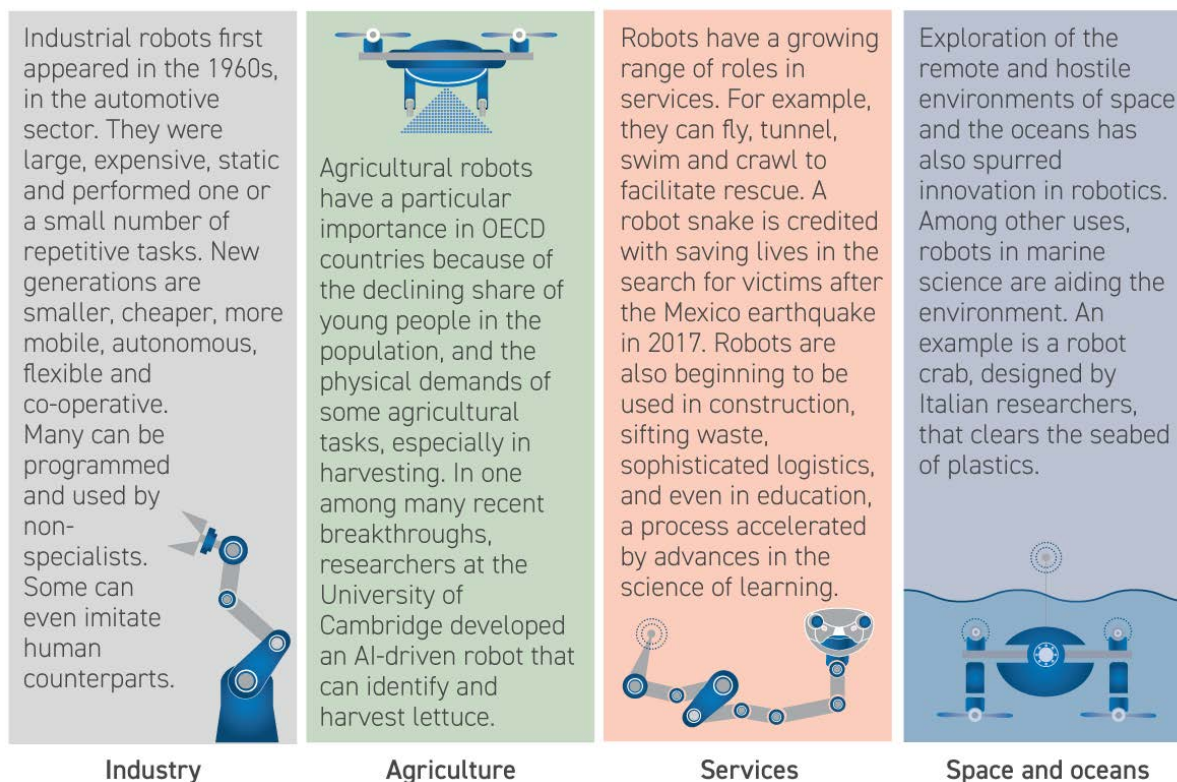 Industrial robots first
appeared in the 1960s,
in the automotive
sector. They were
large, expensive, static
and performed one or
a small number of
repetitive tasks. New
generations are
smaller, cheaper, more
mobile, autonomous,
flexible and
co-operative.
Many can be
programmed
and used by
non-
specialists.
Some can
even imitate
human
counterparts.
Industry
Agricultural robots
have a particular
importance in OECD
countries because of
the declining share of
young people in the
population, and the
physical demands of
some agricultural
tasks, especially in
harvesting. In one
among many recent
breakthroughs,
researchers at the
University of
Cambridge developed
an AI-driven robot that
can identify and
harvest lettuce.
Agriculture
Robots have a growing
range of roles in
services. For example,
they can fly, tunnel,
swim and crawl to
facilitate rescue. A
robot snake is credited
with saving lives in the
search for victims after
the Mexico earthquake
in 2017. Robots are
also beginning to be
used in construction,
sifting waste,
sophisticated logistics,
and even in education,
a process accelerated
by advances in the
science of learning.
Services
Exploration of the
remote and hostile
environments of space
and the oceans has
also spurred
innovation in robotics.
Among other uses,
robots in marine
science are aiding the
environment. An
example is a robot
crab, designed by
Italian researchers,
that clears the seabed
of plastics.
Space and oceans